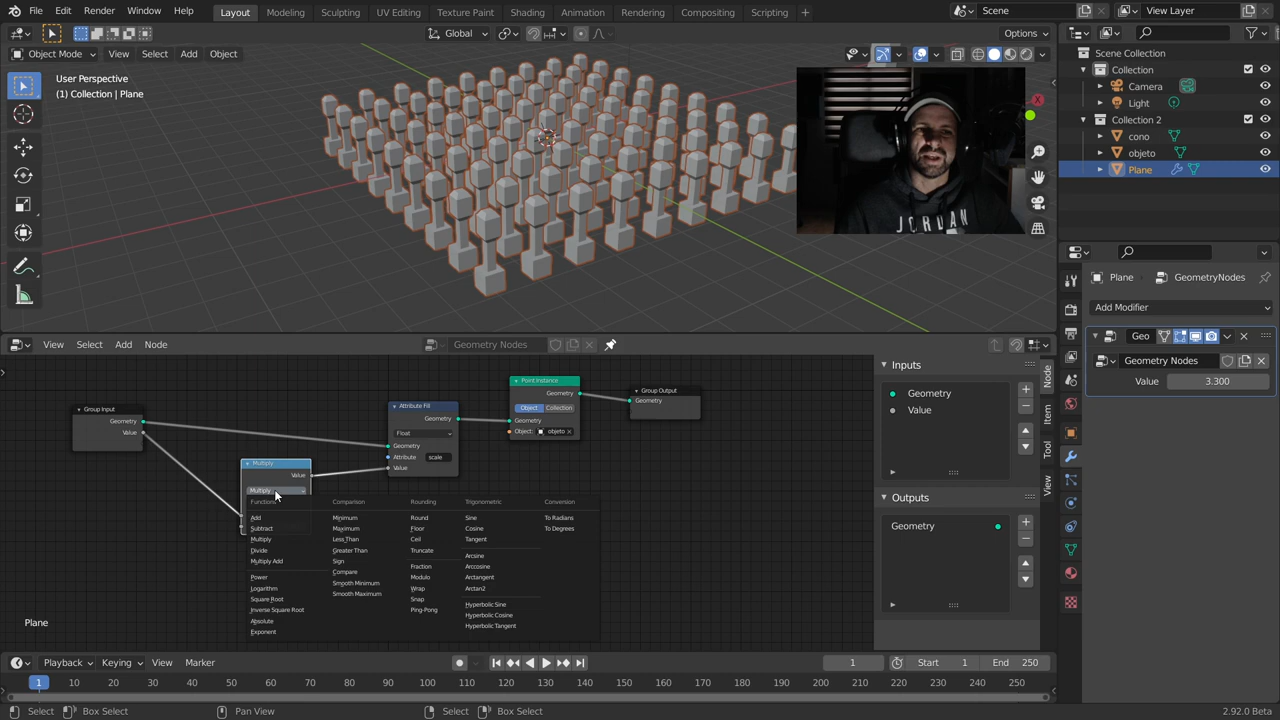 File Edit Render Window Help Layout Modeling Sculpting UV Editing Texture Paint Shading Animation Rendering Compositing Scripting + Scene View Layer
Global Options
Object Mode View Select Add Object
User Perspective
(1) Collection | Plane
Scene Collection
Collection
Camera
Light
Collection 2
cono
objeto
Plane
X
JORDAN
View Select Add Node Geometry Nodes
Plane GeometryNodes
Add Modifier
Geo
Geometry Nodes
Value 3.300
Inputs
Geometry
Value
Outputs
Geometry
Node
Item
Tool
View
Group Input
Geometry
Value
Multiply
Value
Multiply
Attribute Fill
Geometry
Float
Geometry
Attribute scale
Value
Point Instance
Geometry
Object Collection
Geometry
Object: objeto
Group Output
Geometry
Functions Comparison Rounding Trigonometric Conversion
Add Minimum Round Sine To Radians
Subtract Maximum Floor Cosine To Degrees
Multiply Less Than Ceil Tangent
Divide Greater Than Truncate
Multiply Add Sign Fraction Arcsine
Power Compare Modulo Arccosine
Logarithm Smooth Minimum Wrap Arctangent
Square Root Smooth Maximum Snap Arctan2
Inverse Square Root Ping-Pong Hyperbolic Sine
Absolute Hyperbolic Cosine
Exponent Hyperbolic Tangent
Plane
Playback Keying View Marker 1 Start 1 End 250
1 10 20 30 40 50 60 70 80 90 100 110 120 130 140 150 160 170 180 190 200 210 220 230 240 250
Select Box Select Pan View Select Box Select 2.92.0 Beta